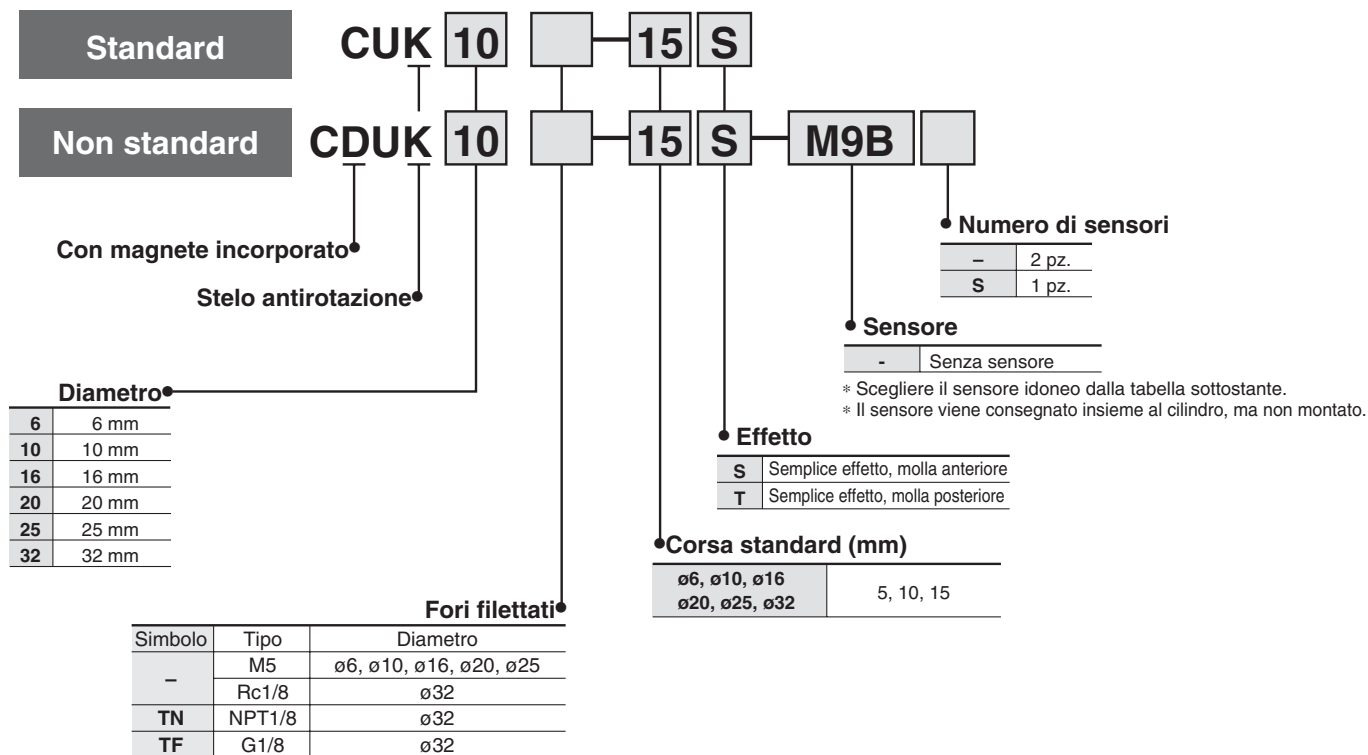 Standard CUK 10 15 S
Non standard CDUK 10 15 S M9B
Con magnete incorporato
Stelo antirotazione
Numero di sensori
– 2 pz.
S 1 pz.
Sensore
- Senza sensore
* Scegliere il sensore idoneo dalla tabella sottostante.
* Il sensore viene consegnato insieme al cilindro, ma non montato.
Diametro
6 6 mm
10 10 mm
16 16 mm
20 20 mm
25 25 mm
32 32 mm
Effetto
S Semplice effetto, molla anteriore
T Semplice effetto, molla posteriore
Corsa standard (mm)
ø6, ø10, ø16
ø20, ø25, ø32
5, 10, 15
Fori filettati
Simbolo Tipo Diametro
– M5 ø6, ø10, ø16, ø20, ø25
Rc1/8 ø32
TN NPT1/8 ø32
TF G1/8 ø32